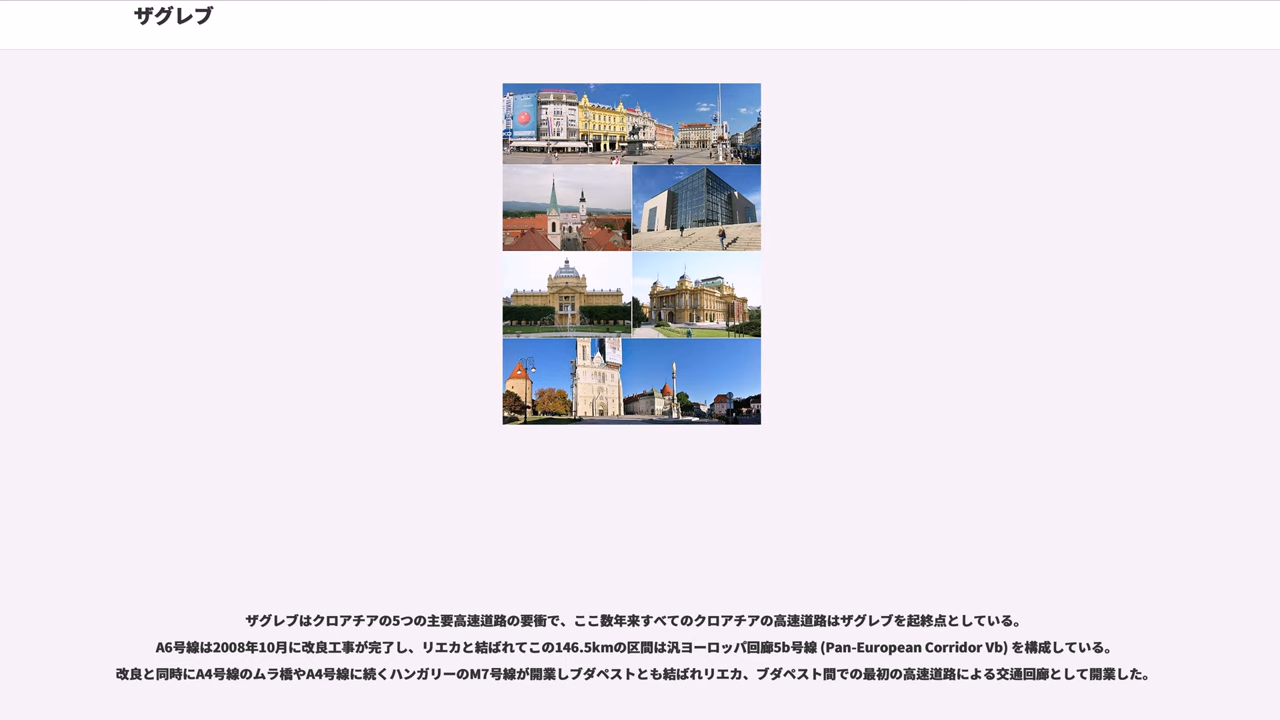 ザグレブ
ザグレブはクロアチアの5つの主要高速道路の要衝で、ここ数年来すべてのクロアチアの高速道路はザグレブを起終点としている。
A6号線は2008年10月に改良工事が完了し、リエカと結ばれてこの146.5kmの区間は汎ヨーロッパ回廊5b号線 (Pan-European Corridor Vb) を構成している。
改良と同時にA4号線のムラ橋やA4号線に続くハンガリーのM7号線が開業しブダペストとも結ばれリエカ、ブダペスト間での最初の高速道路による交通回廊として開業した。